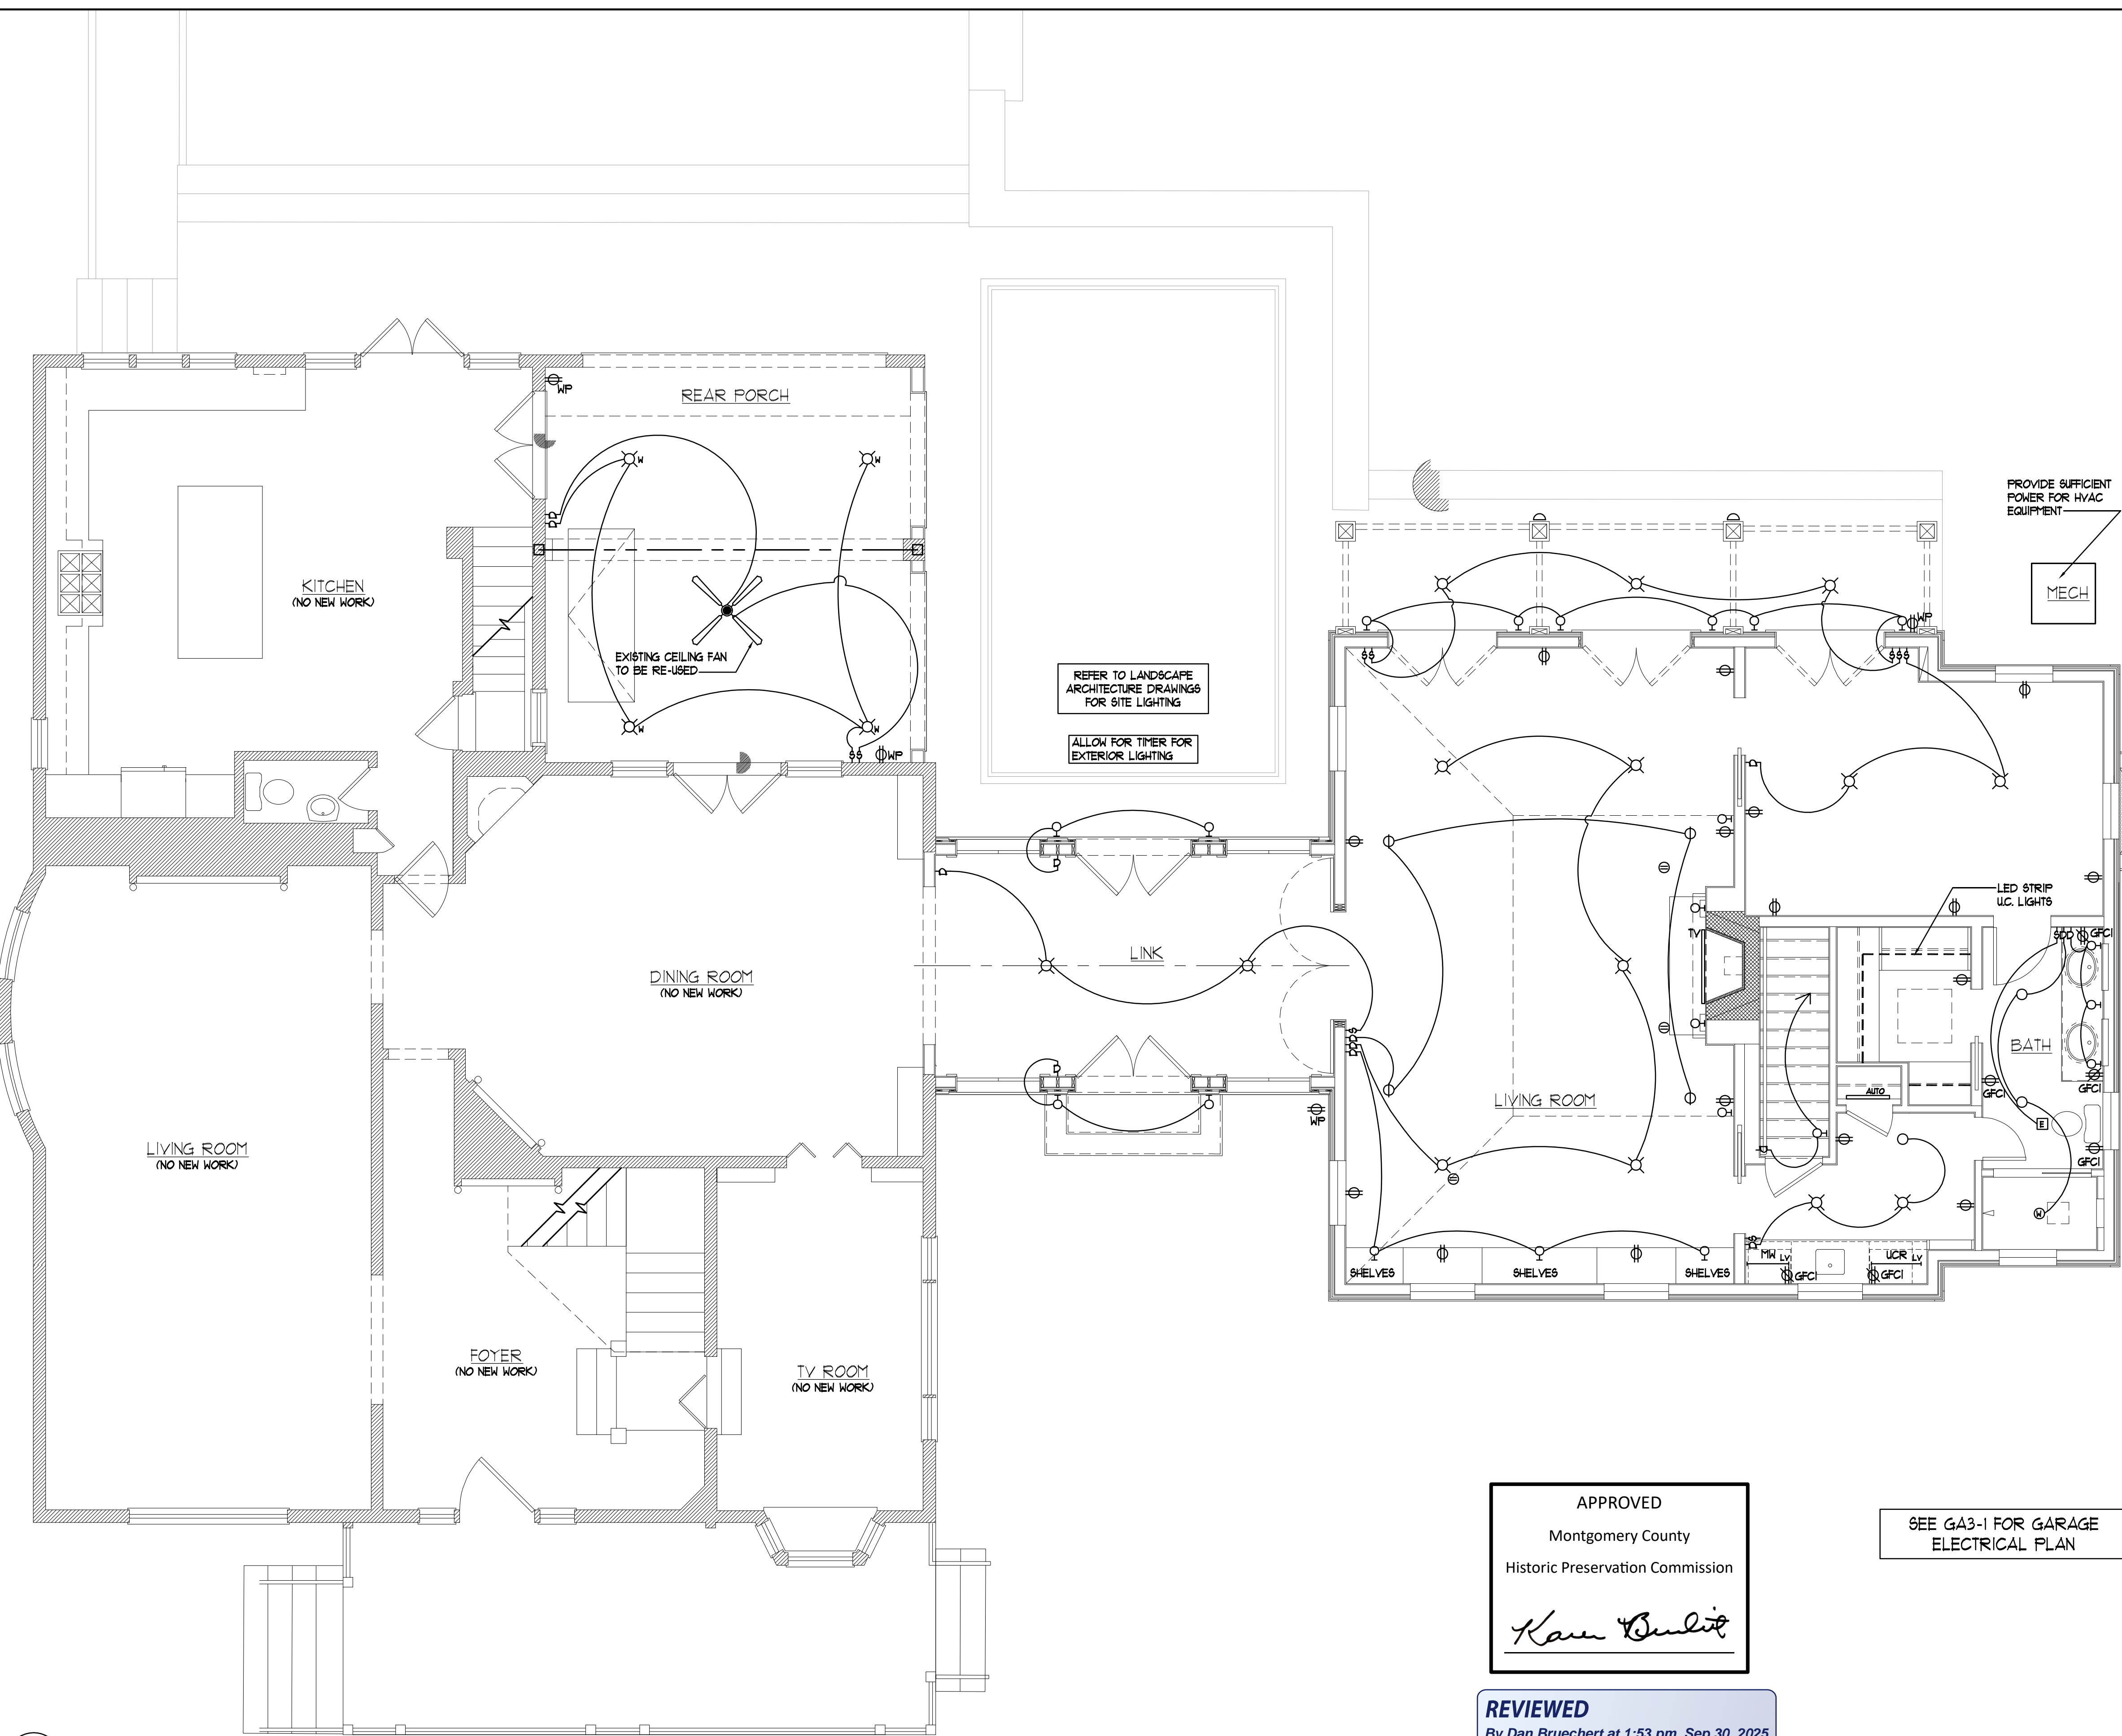 REAR PORCH
WP
W
W
D
D
KITCHEN
(NO NEW WORK)
EXISTING CEILING FAN
TO BE RE-USED
W
W
S S
WP
PROVIDE SUFFICIENT
POWER FOR HVAC
EQUIPMENT
MECH
WP
SS
SSS
REFER TO LANDSCAPE
ARCHITECTURE DRAWINGS
FOR SITE LIGHTING
ALLOW FOR TIMER FOR
EXTERIOR LIGHTING
D
D
D
LED STRIP
U.C. LIGHTS
TV
SDD
GFCI
LINK
DINING ROOM
(NO NEW WORK)
S
D
D
D
BATH
D
GFCI
GFCI
AUTO
LIVING ROOM
WP
E
D
GFCI
LIVING ROOM
(NO NEW WORK)
W
DS
MW LV
UCR LV
GFCI
GFCI
SHELVES
SHELVES
SHELVES
FOYER
(NO NEW WORK)
TV ROOM
(NO NEW WORK)
APPROVED
Montgomery County
Historic Preservation Commission
SEE GA3-1 FOR GARAGE
ELECTRICAL PLAN
REVIEWED
By Dan Bruechert at 1:53 pm, Sep 30, 2025